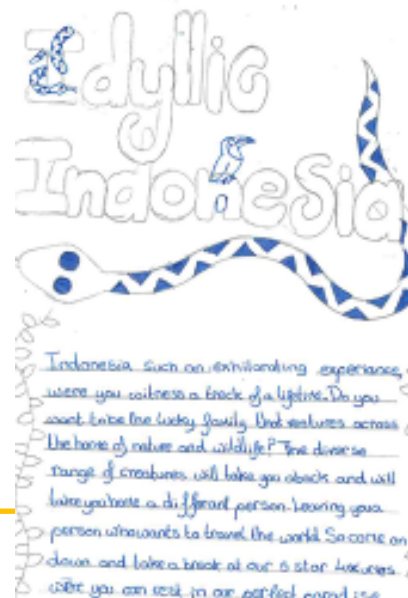 Idyllic
Indonesia
Indonesia such an exhilarating experience,
were you witness a break of a lifetime. Do you
want to be the lucky family that ventures across
the home of nature and wildlife? The diverse
range of creatures will take you aback and will
take you home a different person. Leaving you a
person who wants to travel the world. So come on
down and take a break at our 5 star luxuries
were you can rest in our perfect paradise